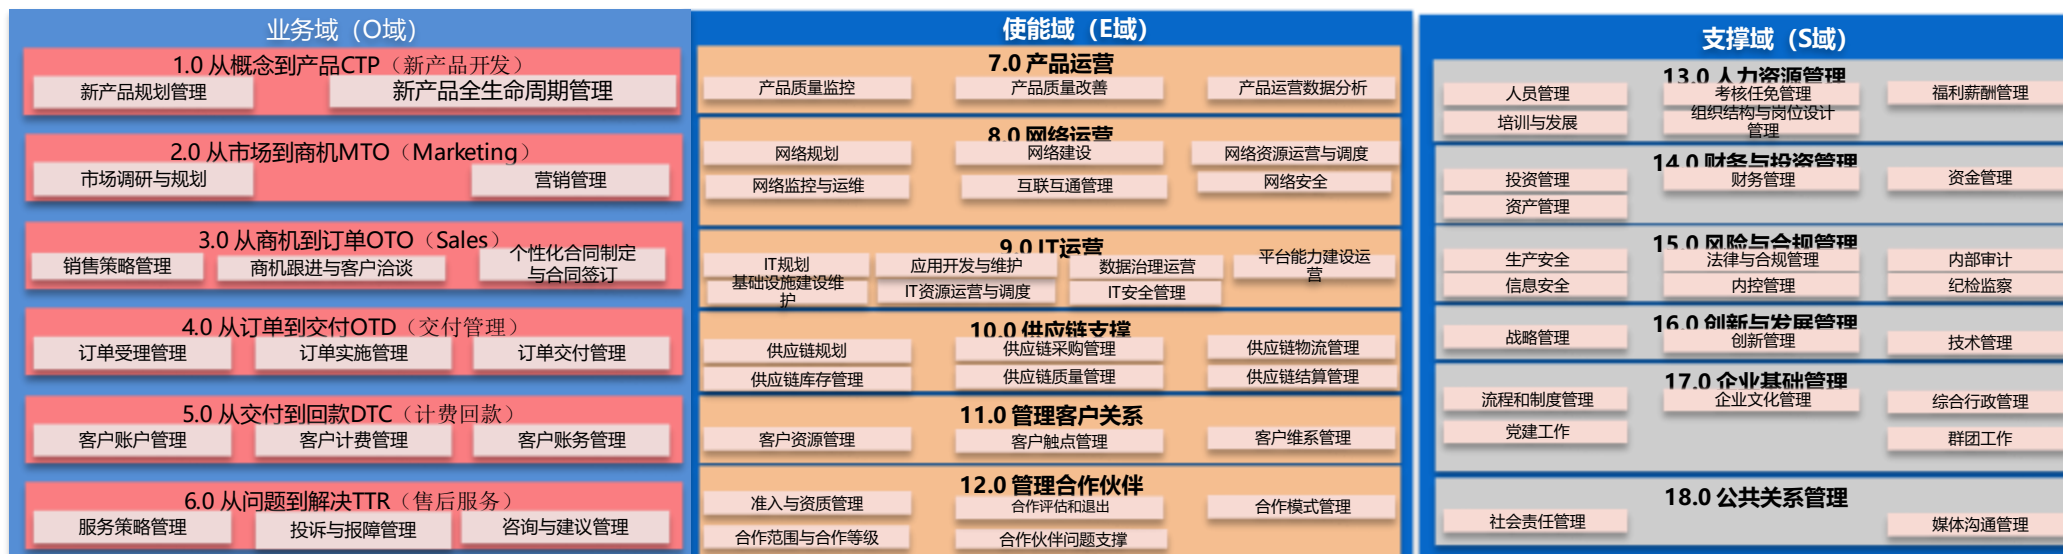 业务域（O域）
1.0 从概念到产品CTP（新产品开发）
新产品规划管理
新产品全生命周期管理
2.0 从市场到商机MTO（Marketing）
市场调研与规划
营销管理
3.0 从商机到订单OTO（Sales）
销售策略管理
商机跟进与客户洽谈
个性化合同制定
与合同签订
4.0 从订单到交付OTD（交付管理）
订单受理管理
订单实施管理
订单交付管理
5.0 从交付到回款DTC（计费回款）
客户账户管理
客户计费管理
客户账务管理
6.0 从问题到解决TTR（售后服务）
服务策略管理
投诉与报障管理
咨询与建议管理
使能域（E域）
7.0 产品运营
产品质量监控
产品质量改善
产品运营数据分析
8.0 网络运营
网络规划
网络建设
网络资源运营与调度
网络监控与运维
互联互通管理
网络安全
9.0 IT运营
IT规划
应用开发与维护
数据治理运营
平台能力建设运
营
基础设施建设维
护
IT资源运营与调度
IT安全管理
10.0 供应链支撑
供应链规划
供应链采购管理
供应链物流管理
供应链库存管理
供应链质量管理
供应链结算管理
11.0 管理客户关系
客户资源管理
客户触点管理
客户维系管理
12.0 管理合作伙伴
准入与资质管理
合作评估和退出
合作模式管理
合作范围与合作等级
合作伙伴问题支撑
支撑域（S域）
13.0 人力资源管理
人员管理
考核任免管理
福利薪酬管理
培训与发展
组织结构与岗位设计
管理
14.0 财务与投资管理
投资管理
财务管理
资金管理
资产管理
15.0 风险与合规管理
生产安全
法律与合规管理
内部审计
信息安全
内控管理
纪检监察
16.0 创新与发展管理
战略管理
创新管理
技术管理
17.0 企业基础管理
流程和制度管理
企业文化管理
综合行政管理
党建工作
群团工作
18.0 公共关系管理
社会责任管理
媒体沟通管理